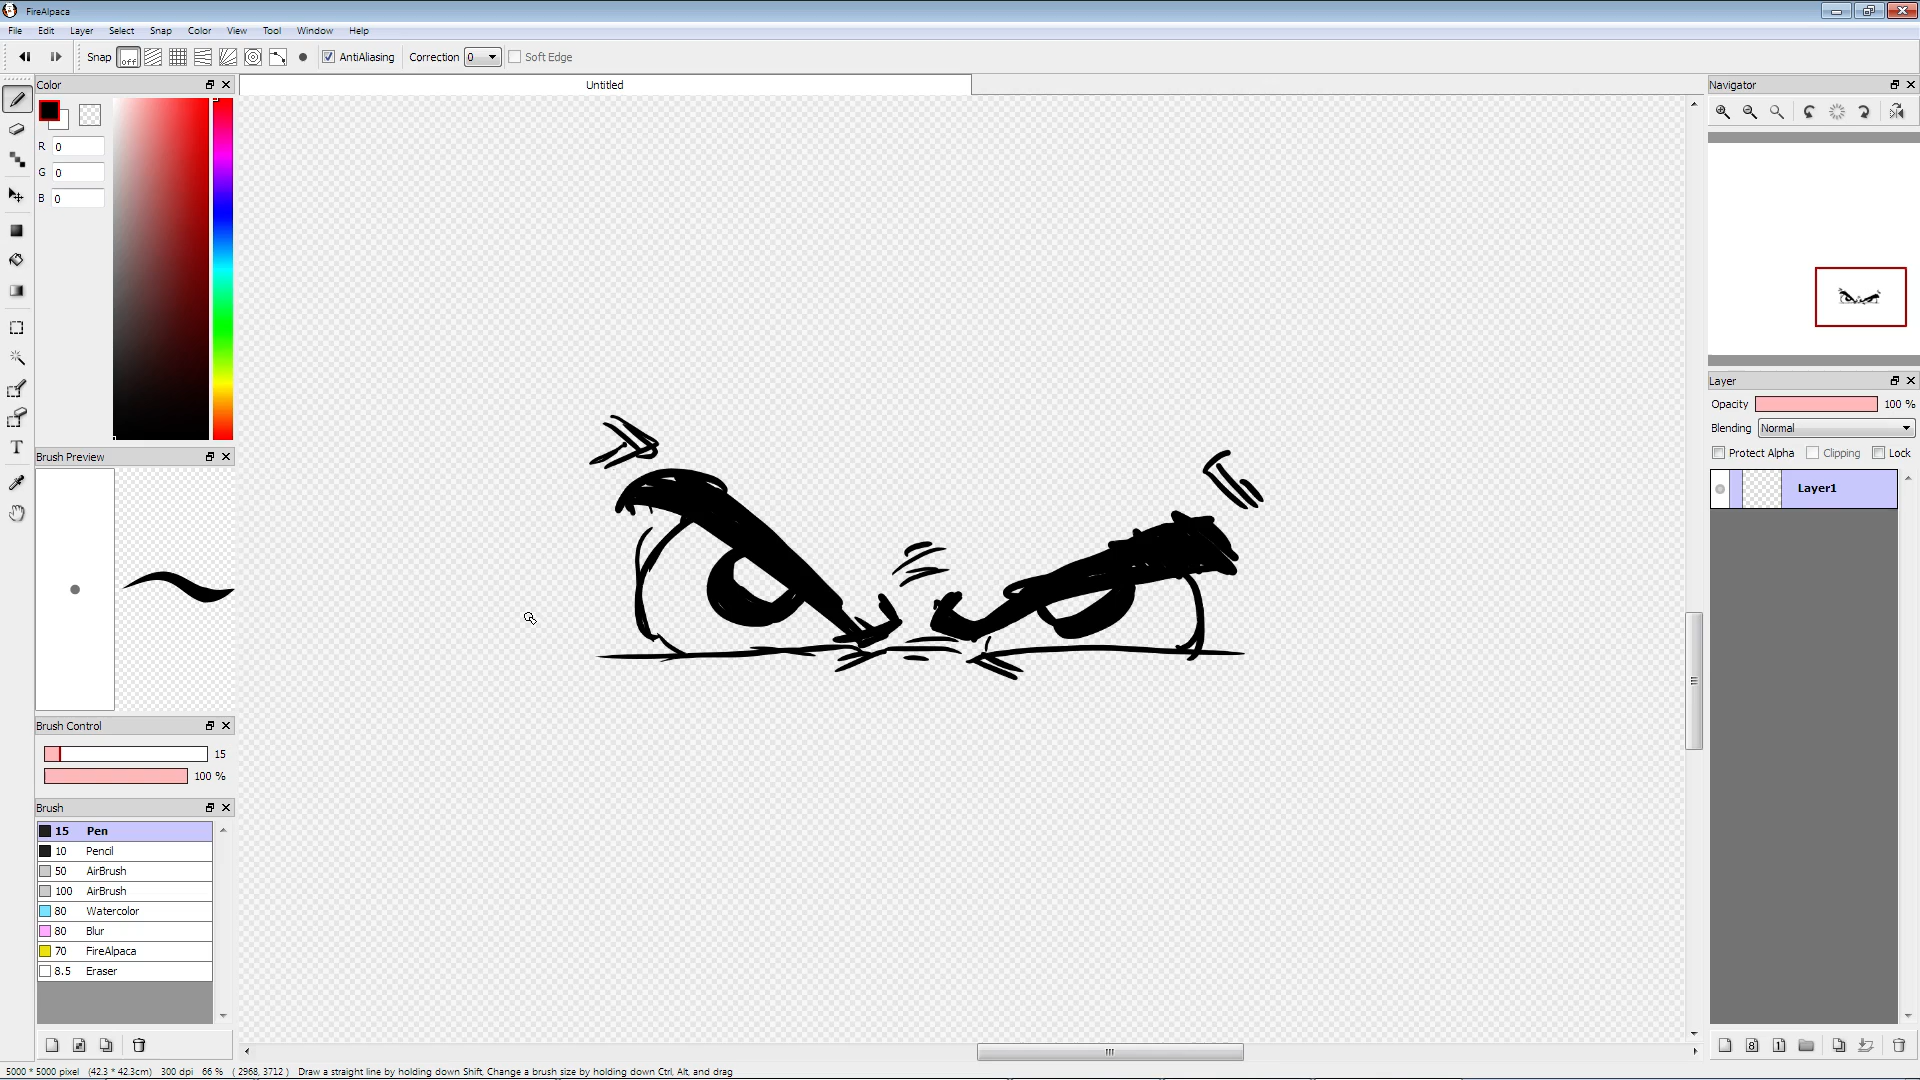 FireAlpaca
File Edit Layer Select Snap Color View Tool Window Help
Snap off AntiAliasing Correction 0 Soft Edge
Color
R 0
G 0
B 0
Untitled
Brush Preview
Brush Control
15
100 %
Brush
15 Pen
10 Pencil
50 AirBrush
100 AirBrush
80 Watercolor
80 Blur
70 FireAlpaca
8.5 Eraser
Navigator
Layer
Opacity 100 %
Blending Normal
Protect Alpha Clipping Lock
Layer1
8 1
5000 * 5000 pixel (42.3 * 42.3cm) 300 dpi 66 % ( 2968, 3712 ) Draw a straight line by holding down Shift, Change a brush size by holding down Ctrl, Alt, and drag